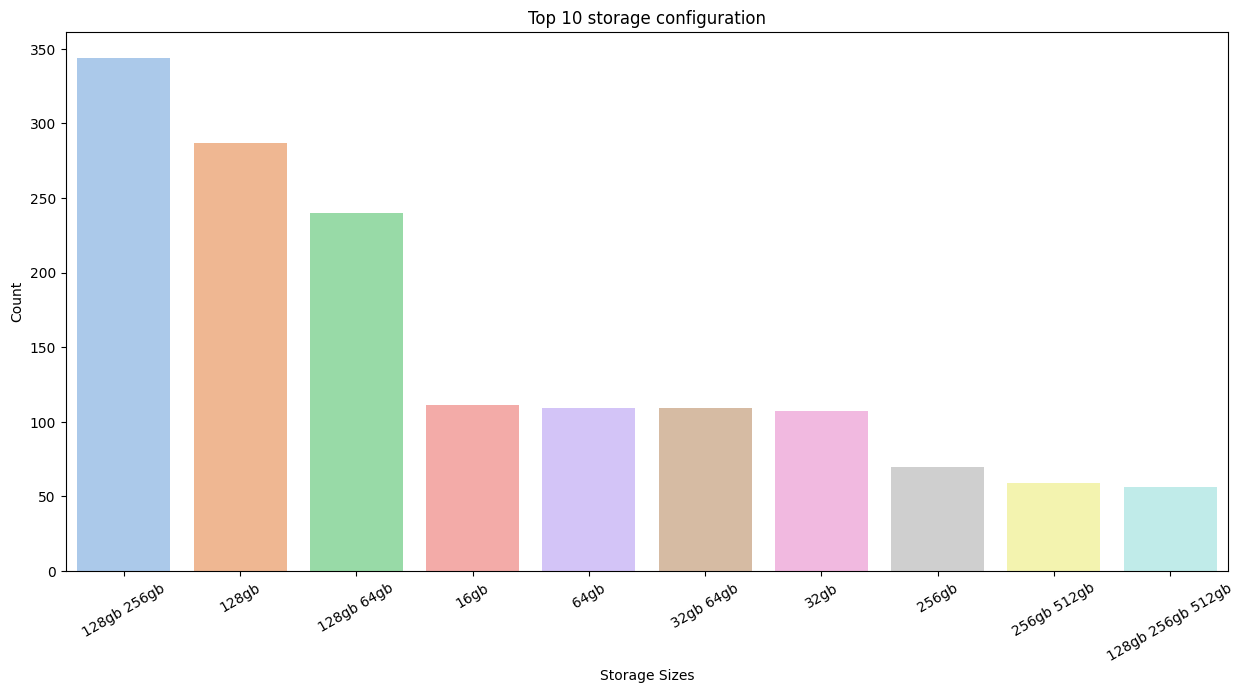 Top 10 storage configuration
350
300
250
200
150
100
50
0
Count
128gb 256gb
128gb
128gb 64gb
16gb
64gb
32gb 64gb
32gb
256gb
256gb 512gb
128gb 256gb 512gb
Storage Sizes